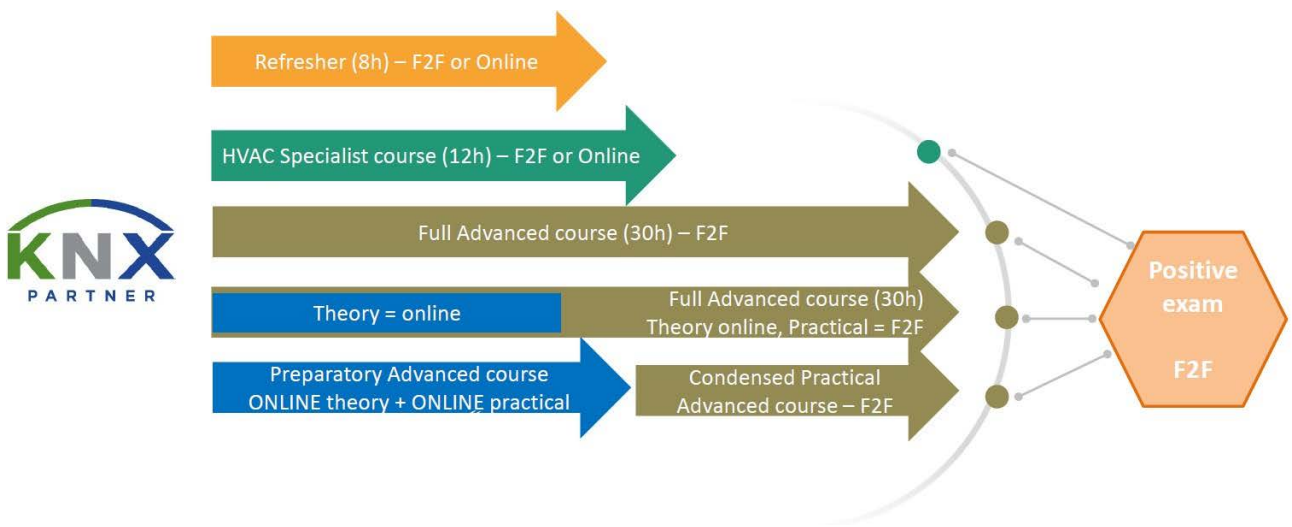 Refresher (8h) – F2F or Online
HVAC Specialist course (12h) – F2F or Online
KNX
PARTNER
Full Advanced course (30h) – F2F
Theory = online
Full Advanced course (30h)
Theory online, Practical = F2F
Preparatory Advanced course
ONLINE theory + ONLINE practical
Condensed Practical
Advanced course – F2F
Positive
exam
F2F